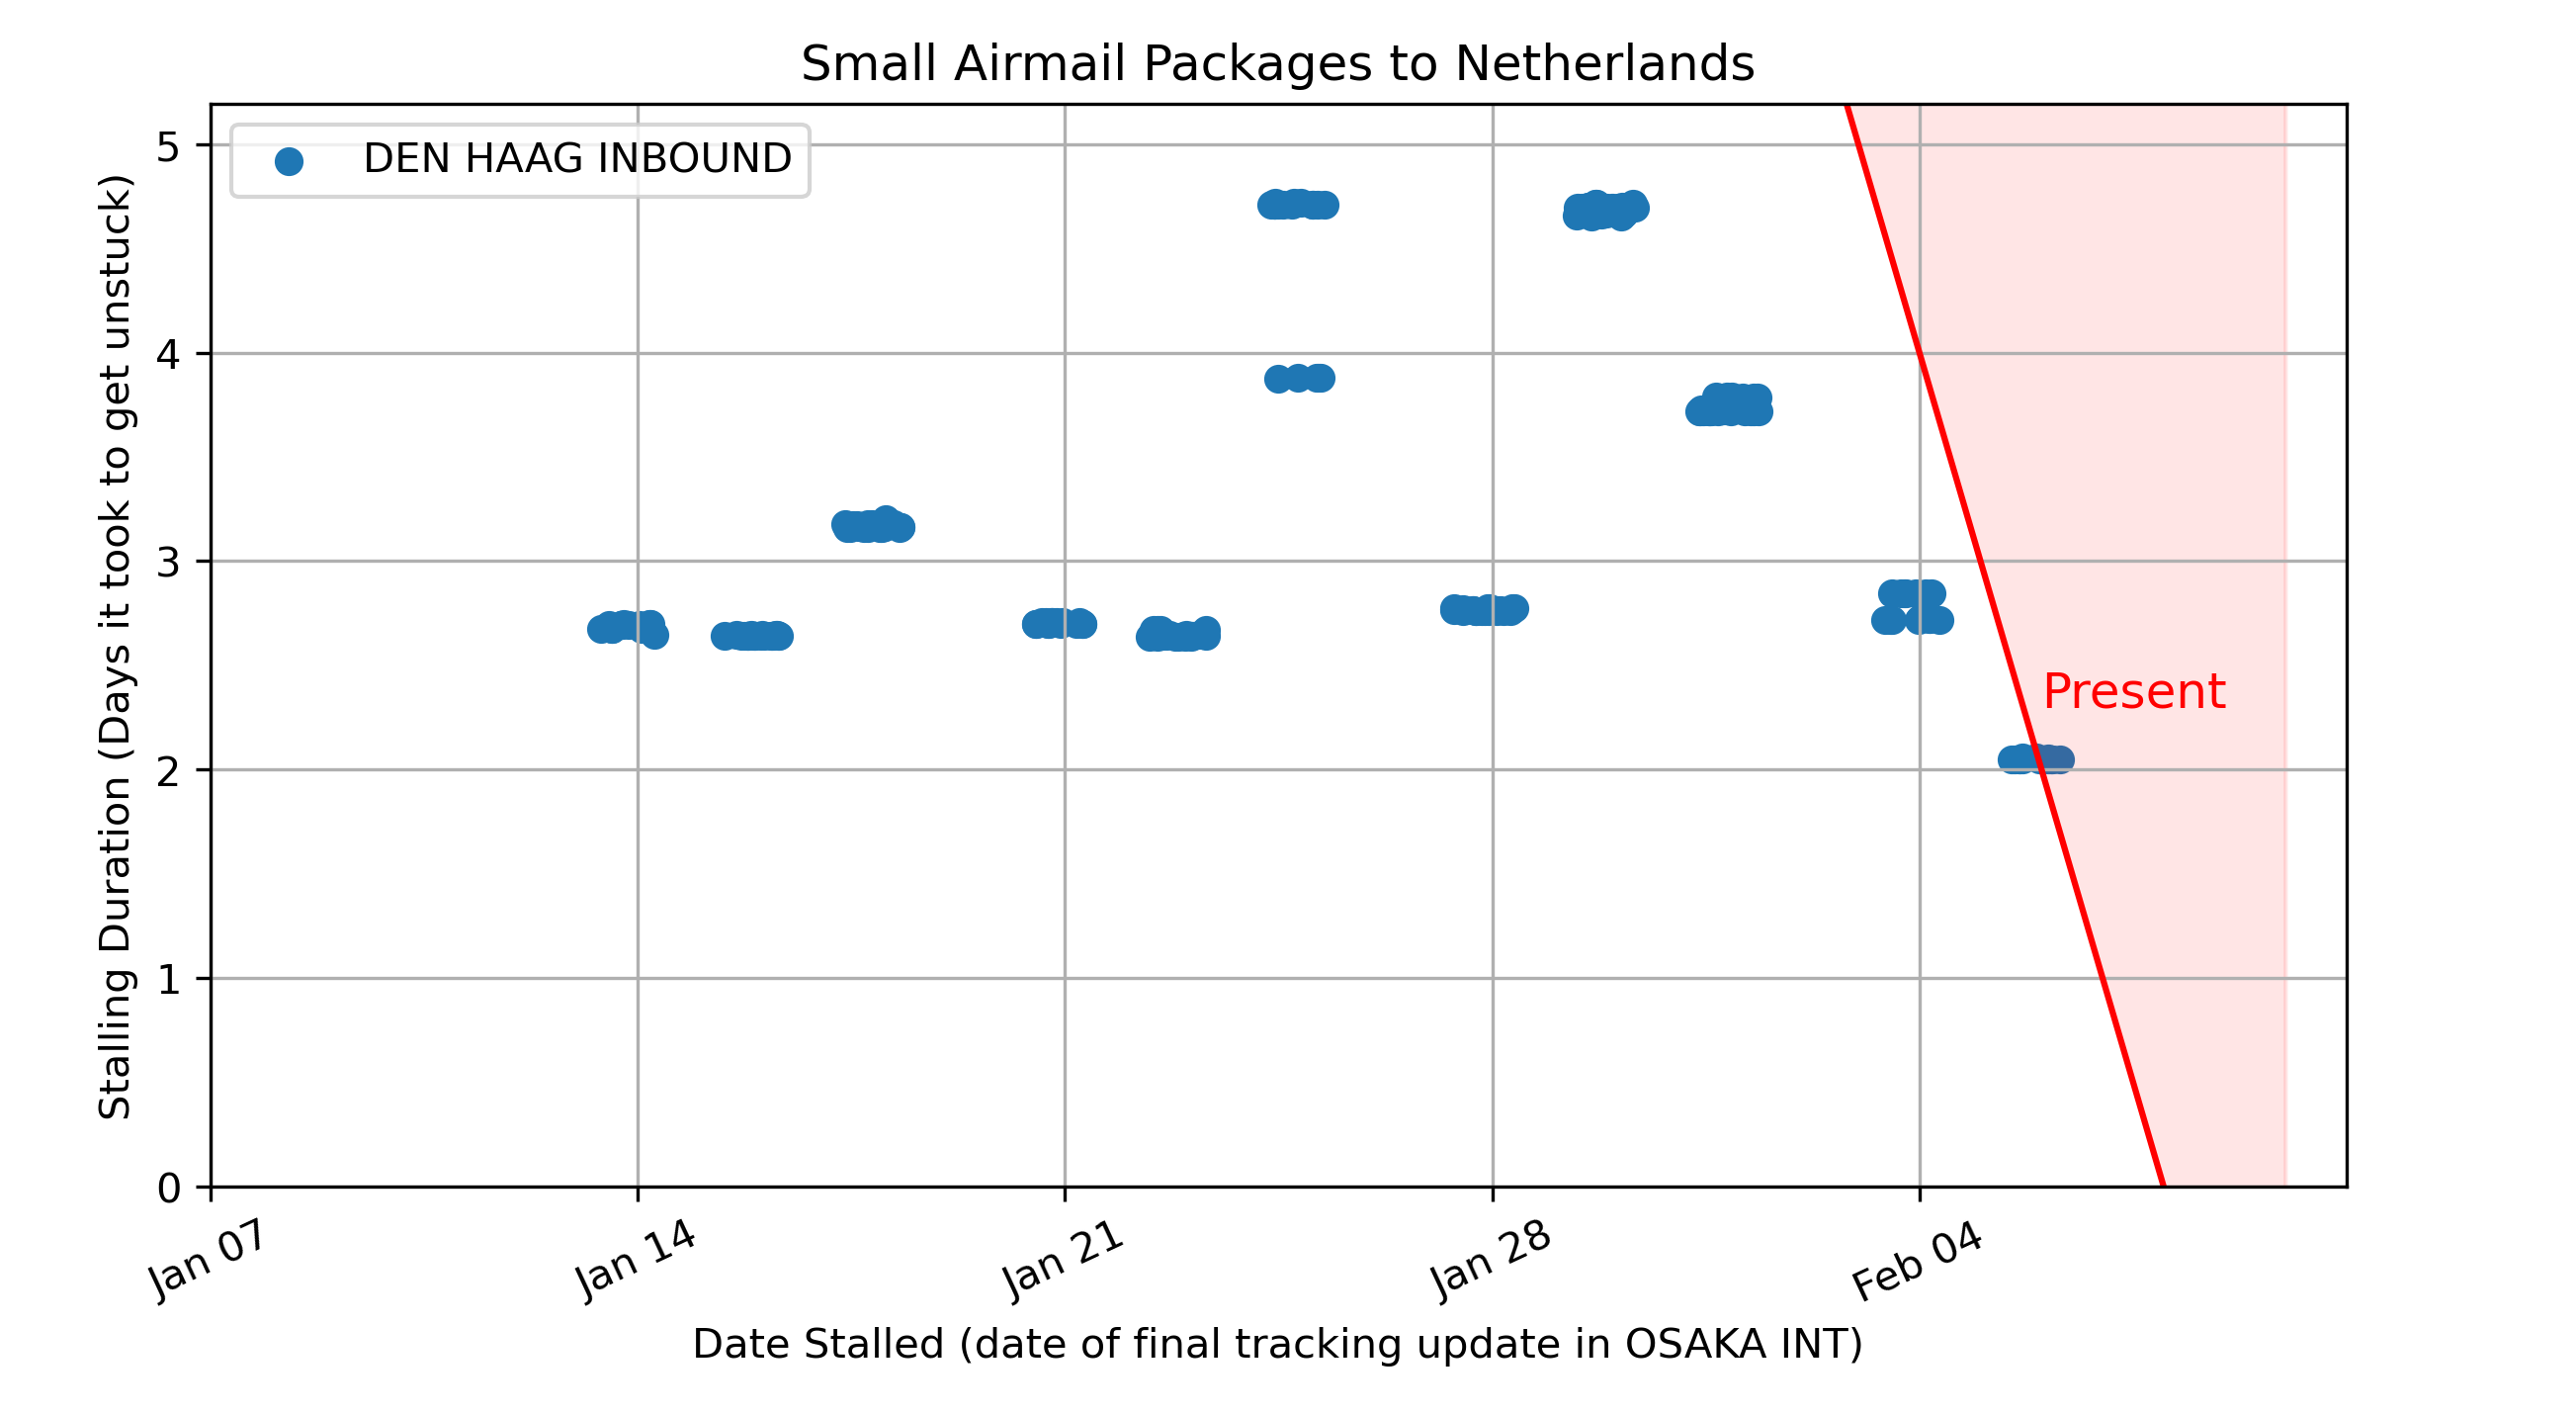 Small Airmail Packages to Netherlands
DEN HAAG INBOUND
Stalling Duration (Days it took to get unstuck)
5
4
3
2
1
0
Present
Jan 07
Jan 14
Jan 21
Jan 28
Feb 04
Date Stalled (date of final tracking update in OSAKA INT)